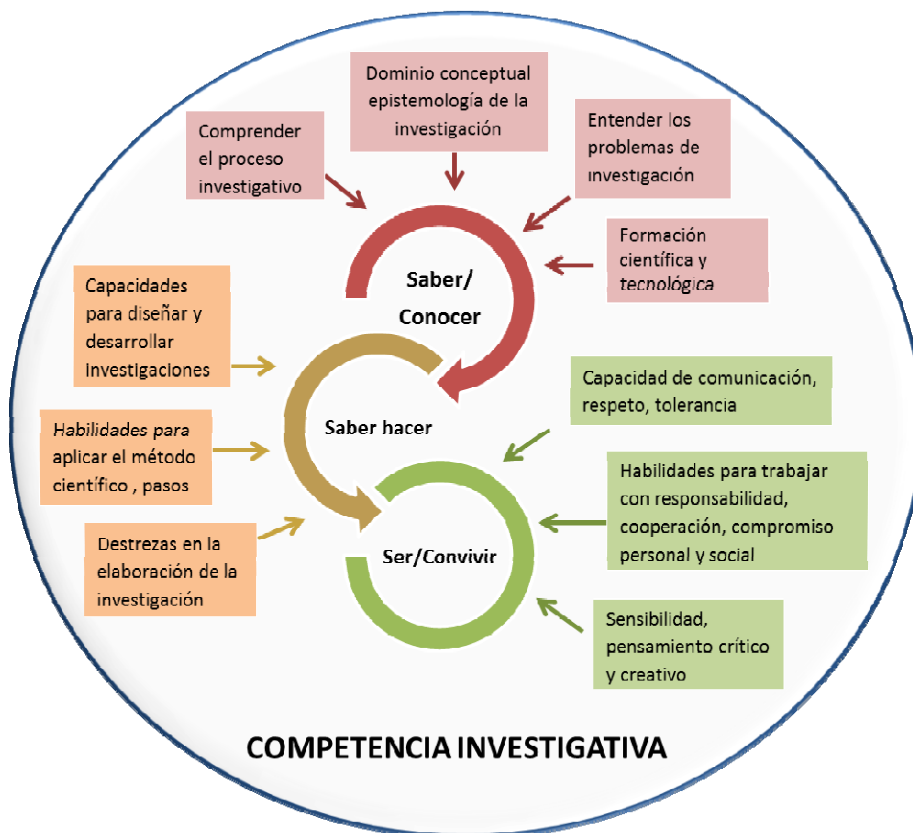 Dominio conceptual
epistemología de la
investigación
Comprender
el proceso
investigativo
Entender los
problemas de
investigación
Formación
científica y
tecnológica
Saber/
Conocer
Capacidades
para diseñar y
desarrollar
investigaciones
Habilidades para
aplicar el método
científico , pasos
Destrezas en la
elaboración de la
investigación
Saber hacer
Capacidad de comunicación,
respeto, tolerancia
Habilidades para trabajar
con responsabilidad,
cooperación, compromiso
personal y social
Sensibilidad,
pensamiento crítico
y creativo
Ser/Convivir
COMPETENCIA INVESTIGATIVA